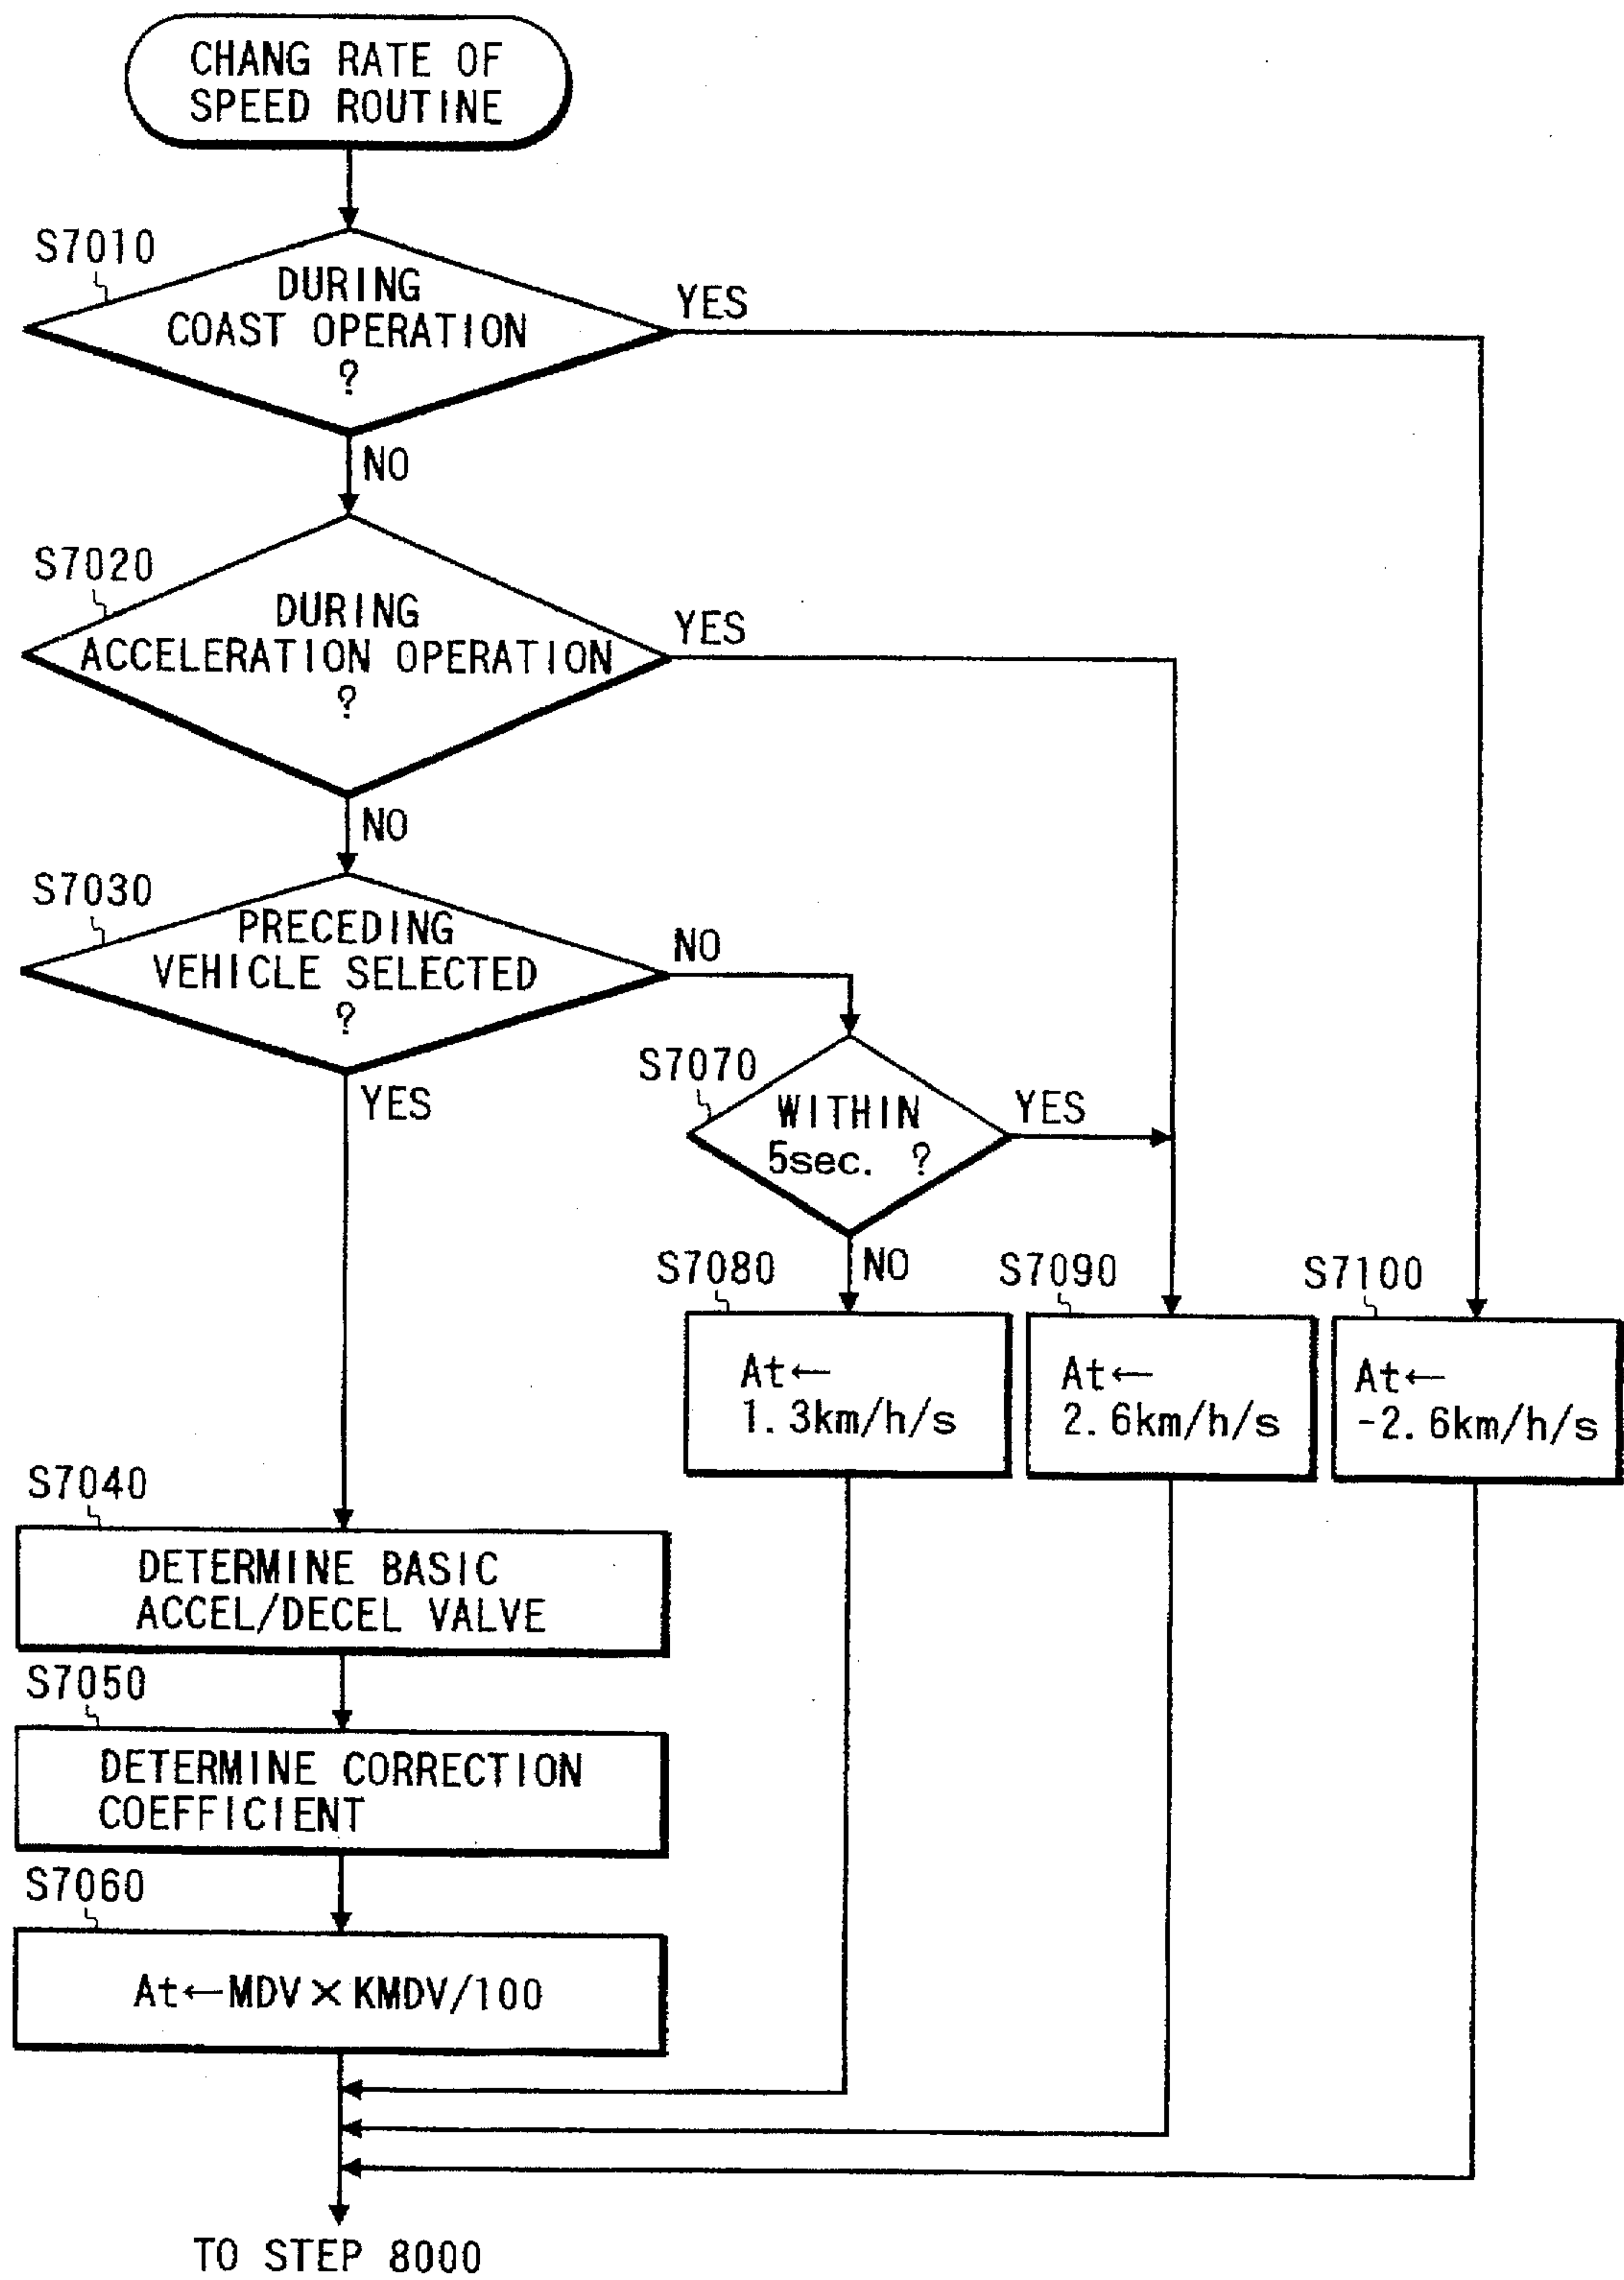 CHANG RATE OF
SPEED ROUTINE
S7010
DURING
COAST OPERATION
?
YES
NO
S7020
DURING
ACCELERATION OPERATION
?
YES
NO
S7030
PRECEDING
VEHICLE SELECTED
?
NO
YES
S7070
WITHIN
5sec. ?
YES
NO
S7080
At←
1.3km/h/s
S7090
At←
2.6km/h/s
S7100
At←
-2.6km/h/s
S7040
DETERMINE BASIC
ACCEL/DECEL VALVE
S7050
DETERMINE CORRECTION
COEFFICIENT
S7060
At←MDV×KMDV/100
TO STEP 8000